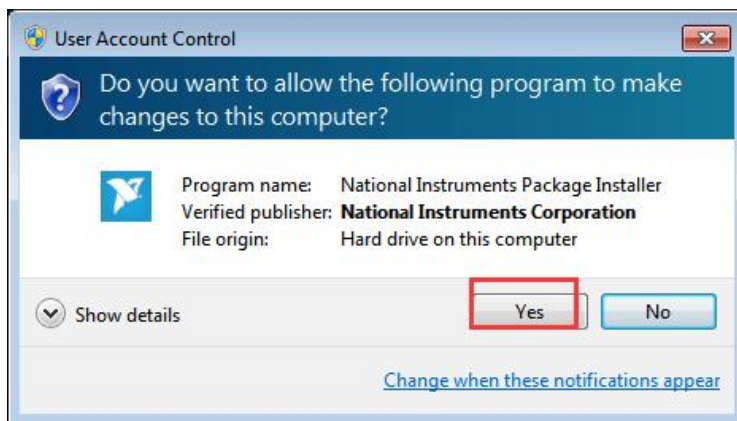 User Account Control
Do you want to allow the following program to make
changes to this computer?
Program name: National Instruments Package Installer
Verified publisher: National Instruments Corporation
File origin: Hard drive on this computer
Show details
Yes No
Change when these notifications appear